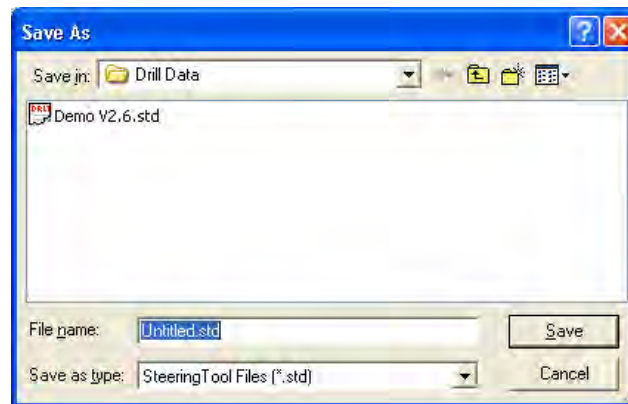 Save As
Save in: Drill Data
Demo V2.6.std
File name: Untitled.std Save
Save as type: SteeringTool Files (*.std) Cancel